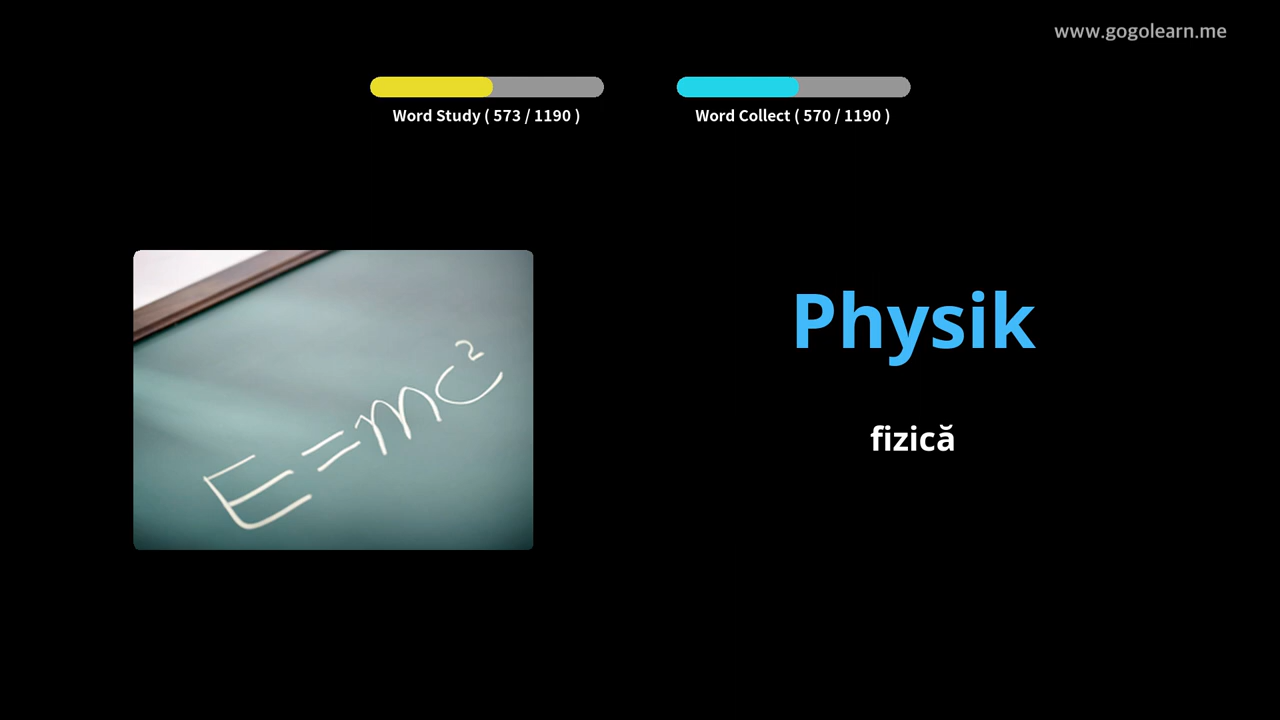 www.gogolearn.me
Word Study ( 573 / 1190 )
Word Collect ( 570 / 1190 )
E=mc²
Physik
fizică